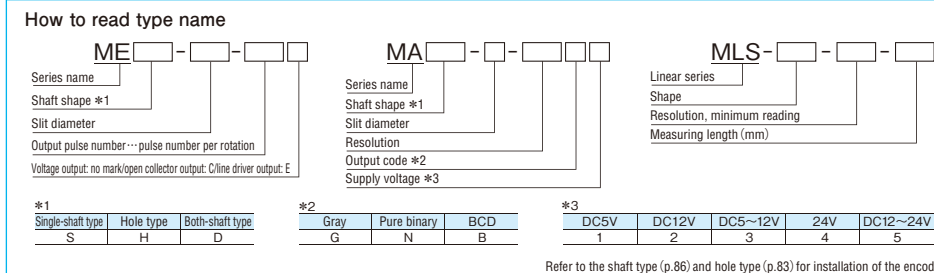 How to read type name
ME - -
Series name
Shaft shape *1
Slit diameter
Output pulse number…pulse number per rotation
Voltage output: no mark/open collector output: C/line driver output: E
MA - -
Series name
Shaft shape *1
Slit diameter
Resolution
Output code *2
Supply voltage *3
MLS- - -
Linear series
Shape
Resolution, minimum reading
Measuring length (mm)
*1
Single-shaft type Hole type Both-shaft type
S H D
*2
Gray Pure binary BCD
G N B
*3
DC5V DC12V DC5～12V 24V DC12～24V
1 2 3 4 5
Refer to the shaft type (p.86) and hole type (p.83) for installation of the encod